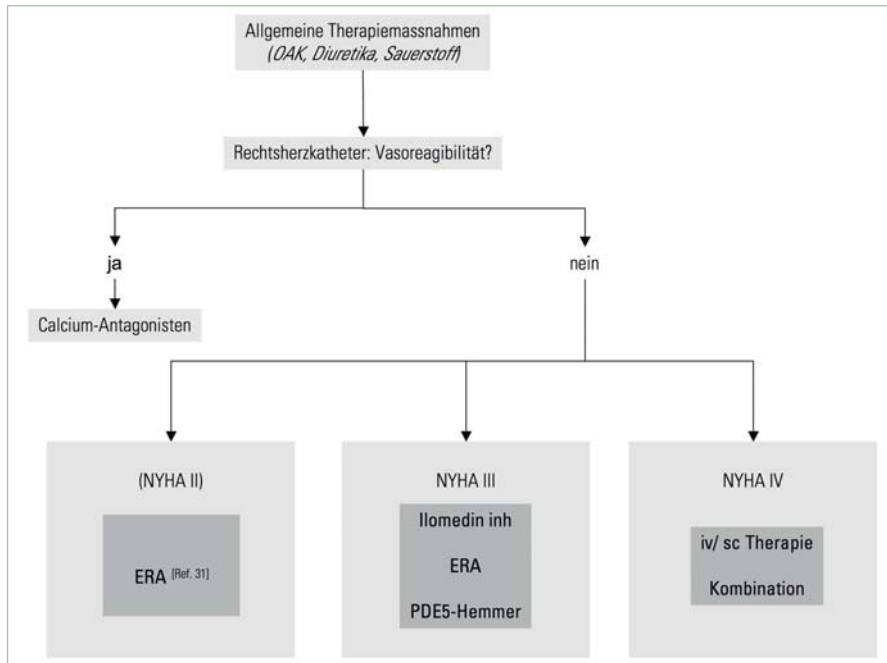 Allgemeine Therapiemassnahmen
(OAK, Diuretika, Sauerstoff)
Rechtsherzkatheter: Vasoreagibilität?
ja
nein
Calcium-Antagonisten
(NYHA II)
ERA [Ref. 31]
NYHA III
Ilomedin inh
ERA
PDE5-Hemmer
NYHA IV
iv/ sc Therapie
Kombination